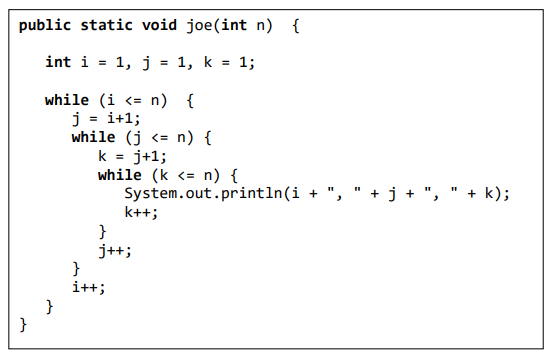 public static void joe(int n)  {
   int i = 1, j = 1, k = 1;
   while (i <= n)  {
      j = i+1;
      while (j <= n) {
         k = j+1;
         while (k <= n) {
            System.out.println(i + ", " + j + ", " + k);
            k++;
         }
         j++;
      }
      i++;
   }
}